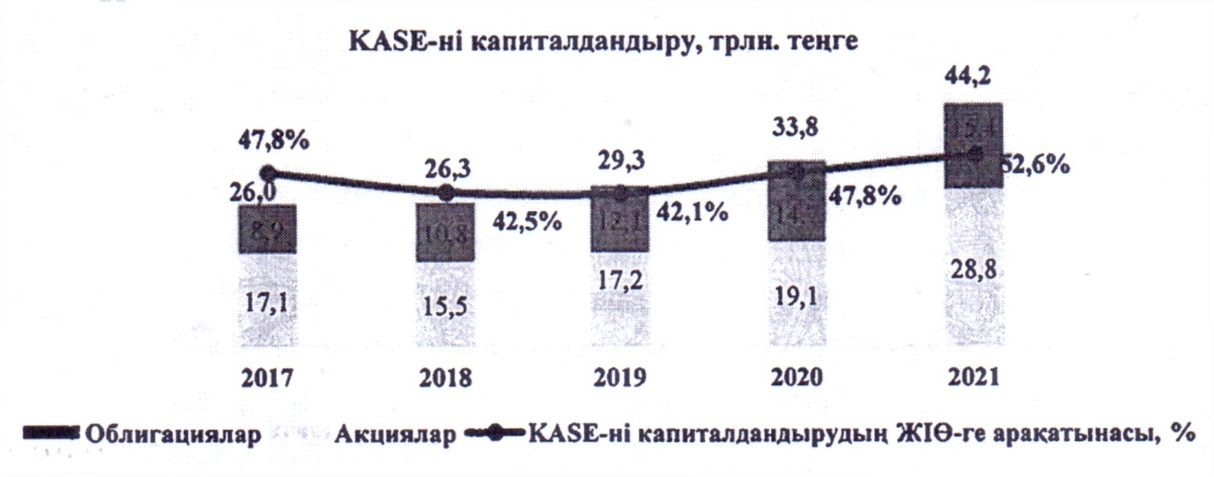 KASE-ні капиталдандыру, трлн. теңге
44,2
47,8% 26,3 29,3 33,8 15,4
26,0 42,5% 42,1% 47,8% 52,6%
8,9 10,8 12,1
17,1 15,5 17,2 19,1 28,8
2017 2018 2019 2020 2021
Облигациялар Акциялар KASE-ні капиталдандырудың ЖІӨ-ге арақатынасы, %